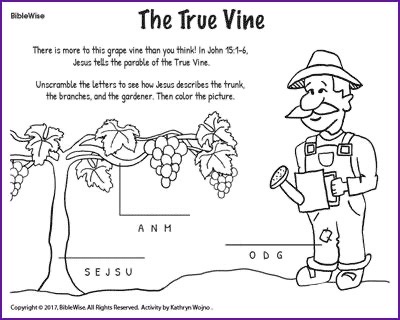 BibleWise
The True Vine
There is more to this grape vine than you think! In John 15:1-6,
Jesus tells the parable of the True Vine.
Unscramble the letters to see how Jesus describes the trunk,
the branches, and the gardener. Then color the picture.
A N M
O D G
S E J S U
Copyright © 2017, BibleWise. All Rights Reserved. Activity by Kathryn Wojno .